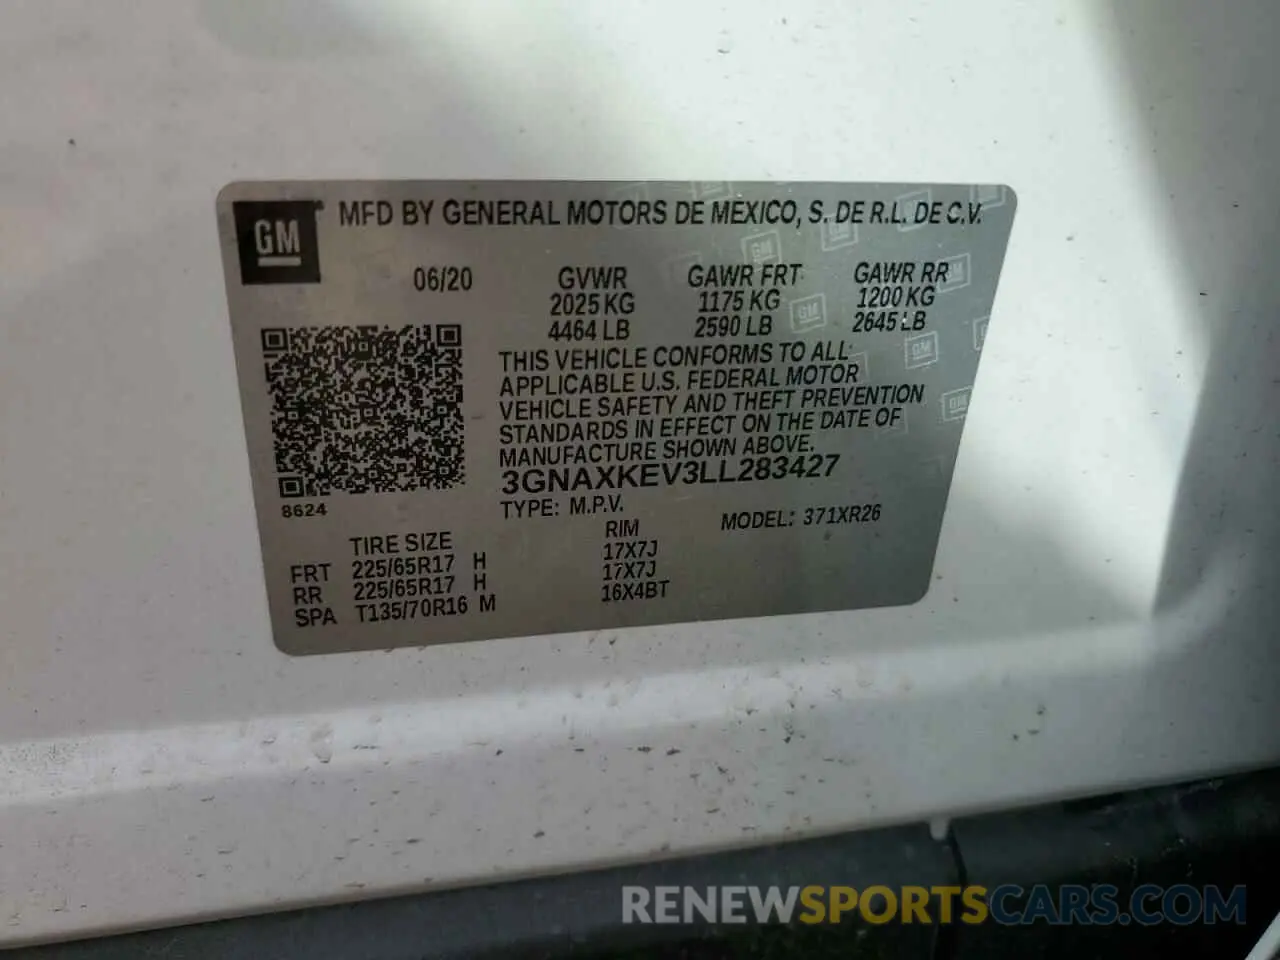 GM
MFD BY GENERAL MOTORS DE MEXICO, S. DE R.L. DE C.V.
06/20 GVWR GAWR FRT GAWR RR
2025 KG 1175 KG 1200 KG
4464 LB 2590 LB 2645 LB
THIS VEHICLE CONFORMS TO ALL
APPLICABLE U.S. FEDERAL MOTOR
VEHICLE SAFETY AND THEFT PREVENTION
STANDARDS IN EFFECT ON THE DATE OF
MANUFACTURE SHOWN ABOVE.
3GNAXKEV3LL283427
8624 TYPE: M.P.V.
MODEL: 371XR26
TIRE SIZE RIM
FRT 225/65R17 H 17X7J
RR 225/65R17 H 17X7J
SPA T135/70R16 M 16X4BT
RENEWSPORTSCARS.COM